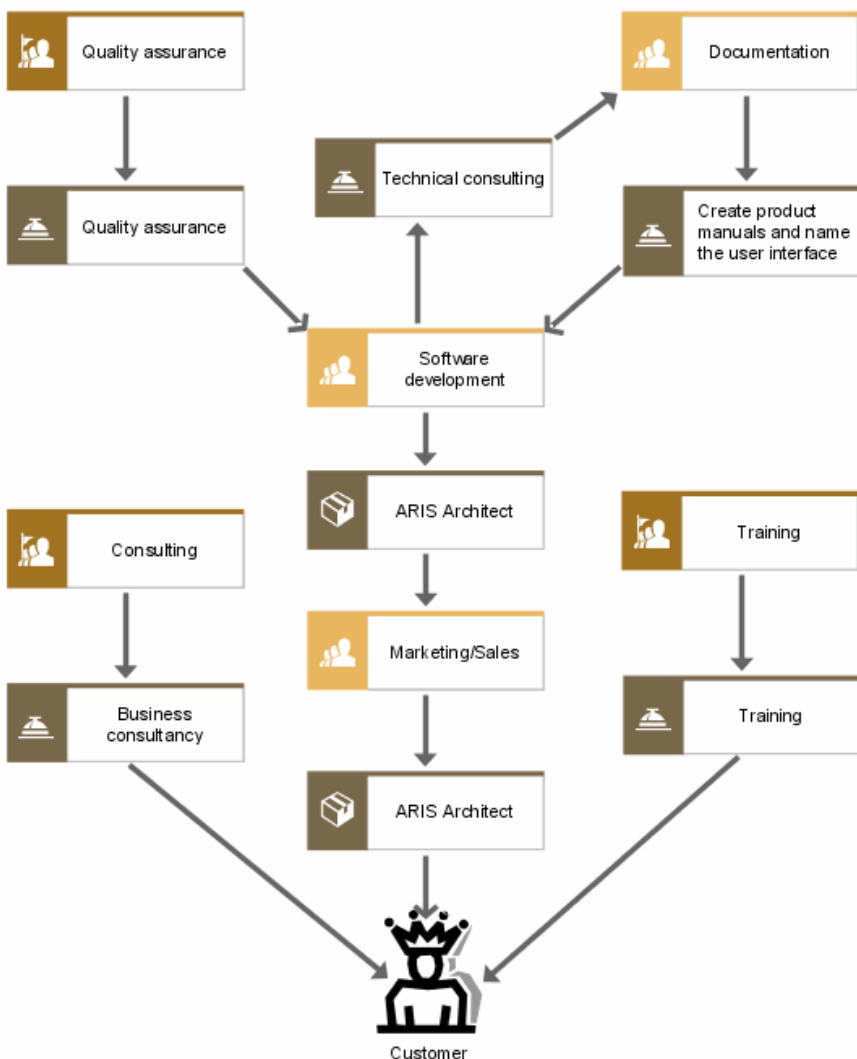 Quality assurance
Documentation
Technical consulting
Quality assurance
Create product
manuals and name
the user interface
Software
development
ARIS Architect
Consulting
Training
Marketing/Sales
Business
consultancy
Training
ARIS Architect
Customer